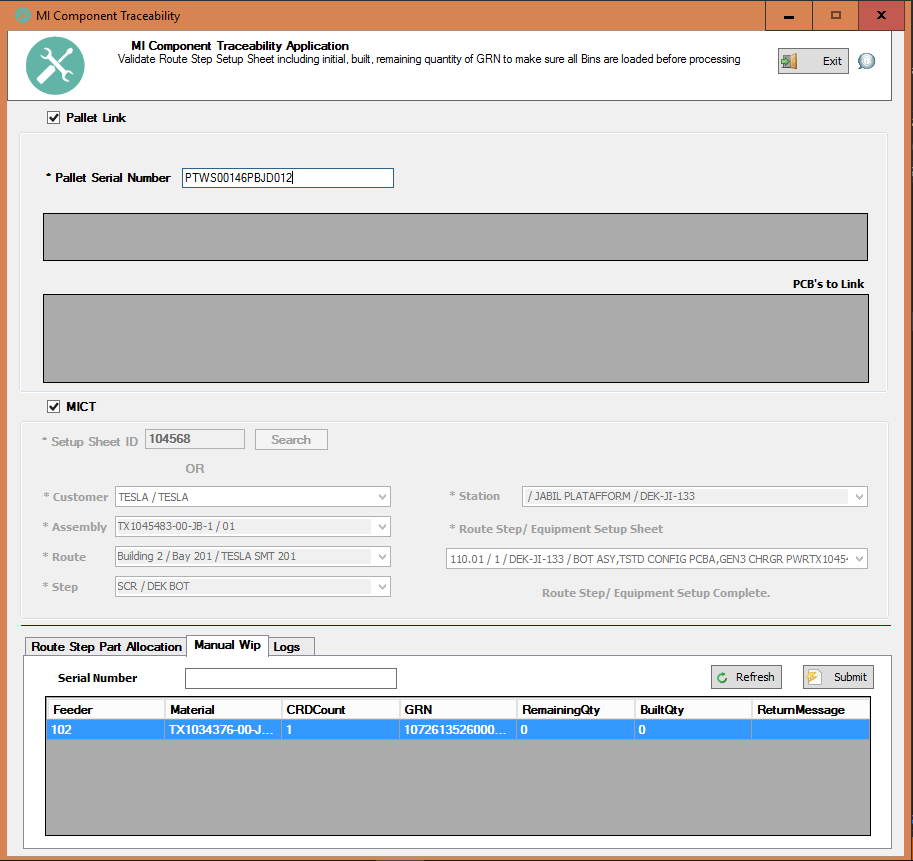 MI Component Traceability
MI Component Traceability Application
Validate Route Step Setup Sheet including initial, built, remaining quantity of GRN to make sure all Bins are loaded before processing
Exit
Pallet Link
* Pallet Serial Number PTWS00146PBJD012
PCB's to Link
MICT
* Setup Sheet ID 104568 Search
OR
* Customer TESLA / TESLA * Station / JABIL PLATAFFORM / DEK-JI-133
* Assembly TX1045483-00-JB-1 / 01 * Route Step/ Equipment Setup Sheet
* Route Building 2 / Bay 201 / TESLA SMT 201 110.01 / 1 / DEK-JI-133 / BOT ASY,TSTD CONFIG PCBA,GEN3 CHRGR PWRTX1045
* Step SCR / DEK BOT Route Step/ Equipment Setup Complete.
Route Step Part Allocation Manual Wip Logs
Serial Number Refresh Submit
Feeder Material CRDCount GRN RemainingQty BuiltQty ReturnMessage
102 TX1034376-00-J... 1 1072613526000... 0 0